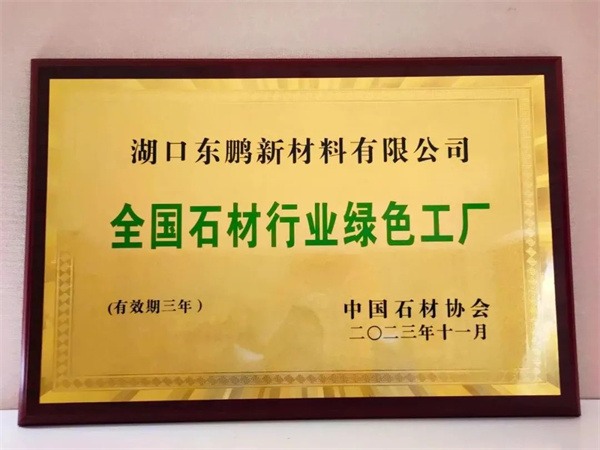 湖口东鹏新材料有限公司
全国石材行业绿色工厂
(有效期三年)
中国石材协会
二〇二三年十一月